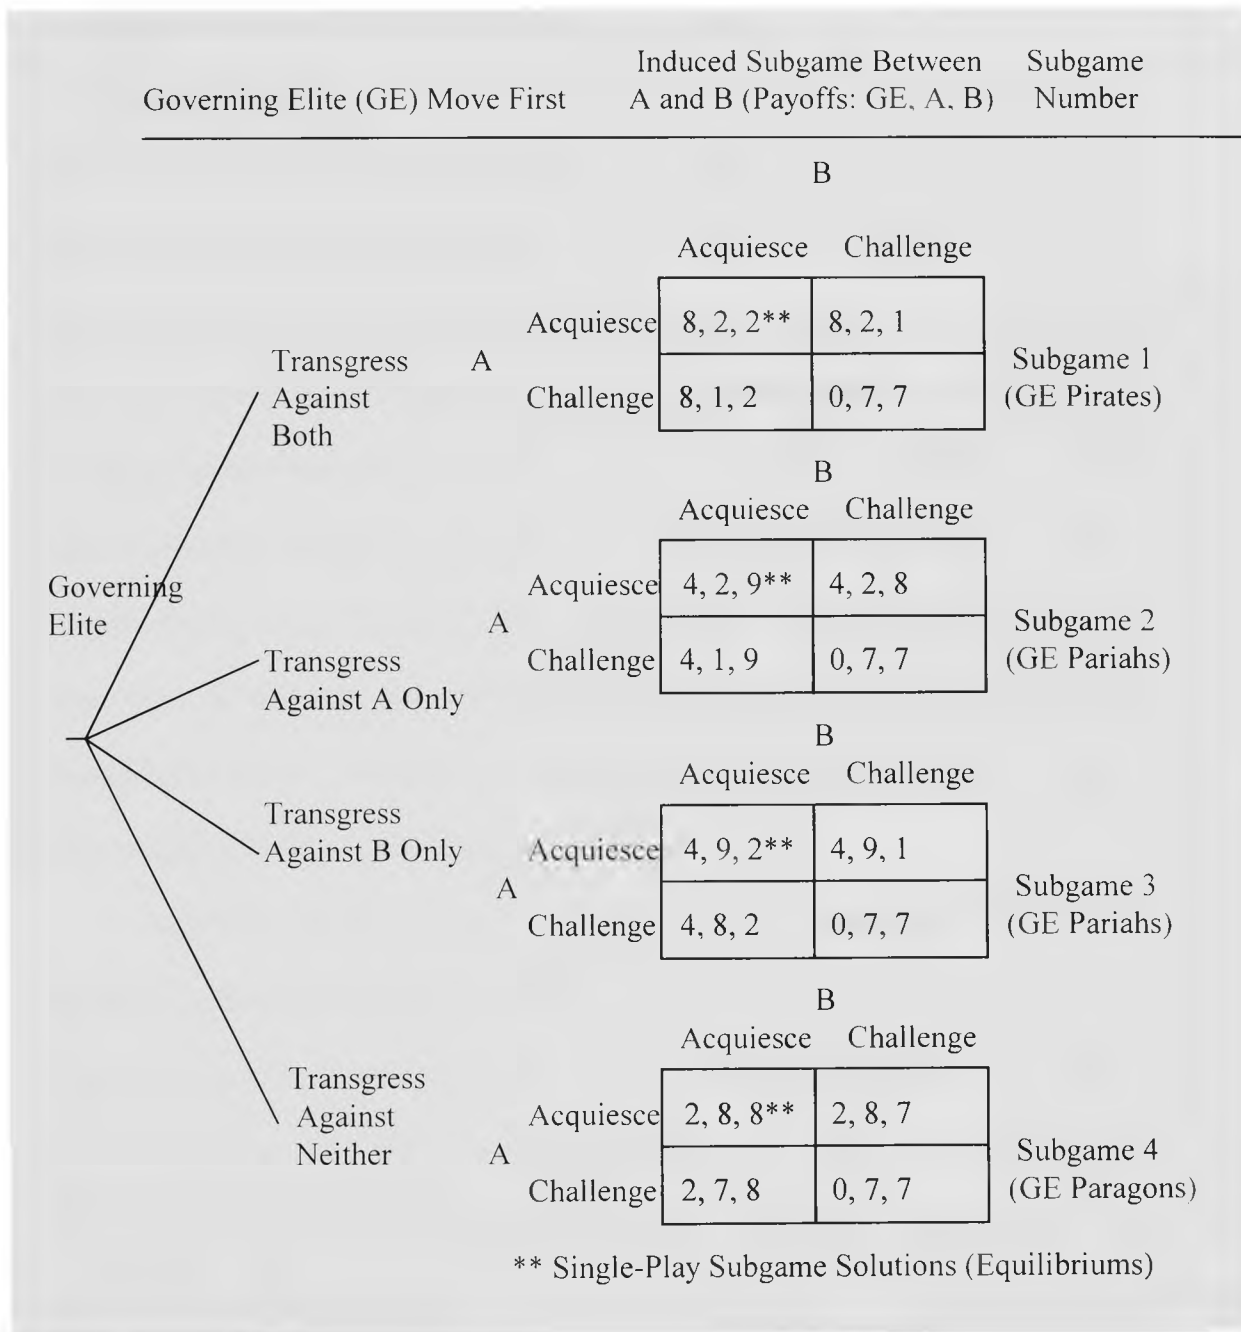 Induced Subgame Between Subgame
Governing Elite (GE) Move First A and B (Payoffs: GE, A, B) Number
B
Acquiesce Challenge
Acquiesce 8, 2, 2** 8, 2, 1
Transgress A Subgame 1
Against Challenge 8, 1, 2 0, 7, 7 (GE Pirates)
Both
B
Acquiesce Challenge
Governing Acquiesce 4, 2, 9** 4, 2, 8
Elite A Subgame 2
Transgress Challenge 4, 1, 9 0, 7, 7 (GE Pariahs)
Against A Only
B
Acquiesce Challenge
Transgress
Against B Only Acquiesce 4, 9, 2** 4, 9, 1
A Subgame 3
Challenge 4, 8, 2 0, 7, 7 (GE Pariahs)
B
Acquiesce Challenge
Transgress
Against Acquiesce 2, 8, 8** 2, 8, 7
Neither A Subgame 4
Challenge 2, 7, 8 0, 7, 7 (GE Paragons)
** Single-Play Subgame Solutions (Equilibriums)